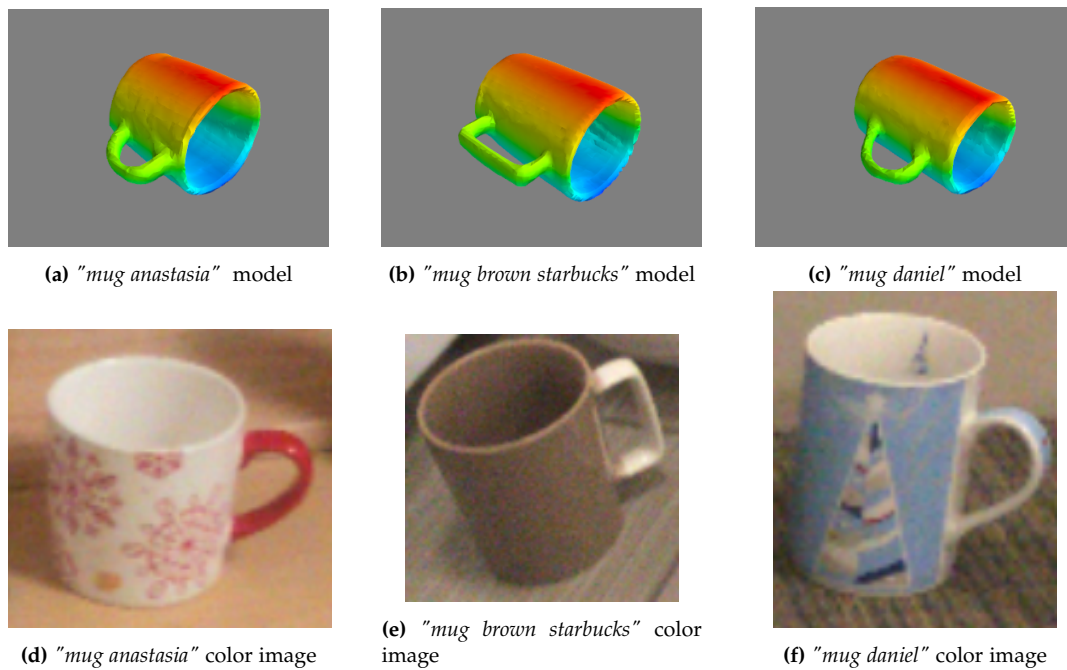 (a) "mug anastasia" model
(b) "mug brown starbucks" model
(c) "mug daniel" model
(d) "mug anastasia" color image
(e) "mug brown starbucks" color
image
(f) "mug daniel" color image